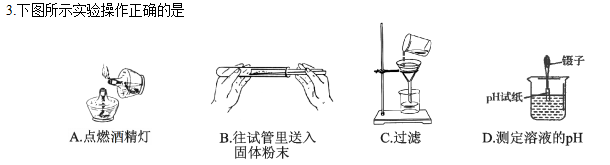 3.下图所示实验操作正确的是
镊子
pH试纸
A.点燃酒精灯
B.往试管里送入
固体粉末
C.过滤
D.测定溶液的pH